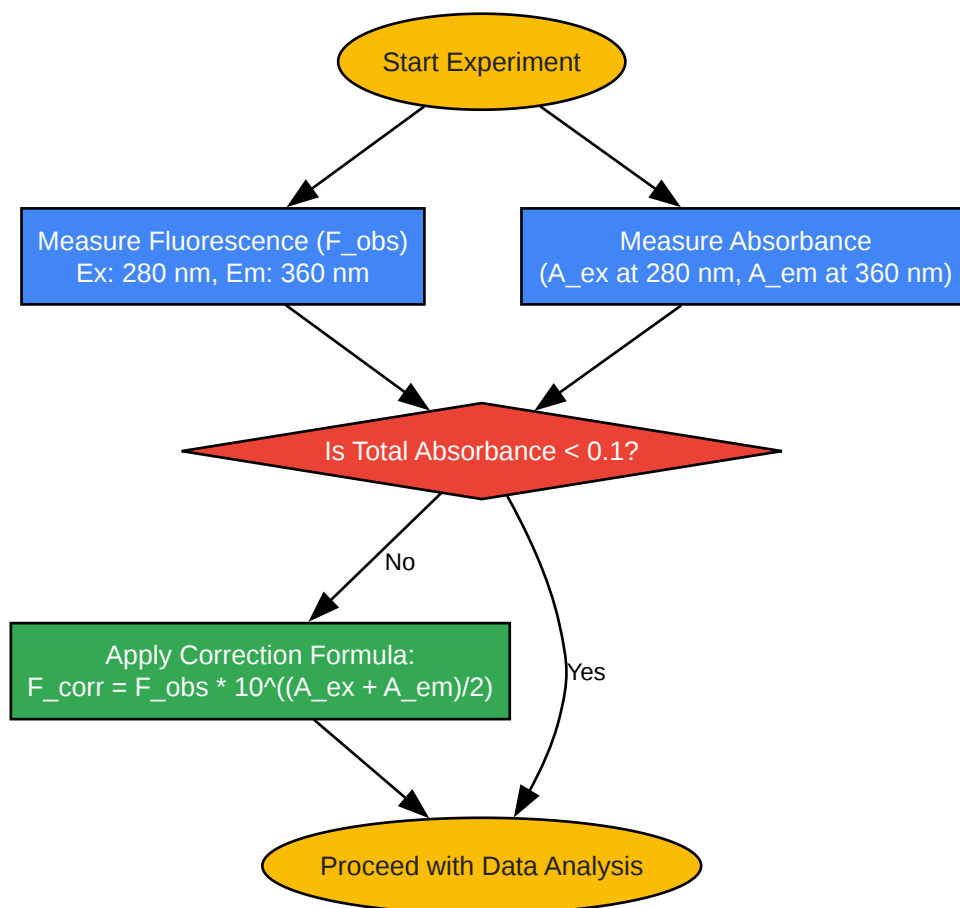 Start Experiment
Measure Fluorescence (F_obs)
Ex: 280 nm, Em: 360 nm
Measure Absorbance
(A_ex at 280 nm, A_em at 360 nm)
Is Total Absorbance < 0.1?
No
Apply Correction Formula:
F_corr = F_obs * 10^((A_ex + A_em)/2)
Yes
Proceed with Data Analysis